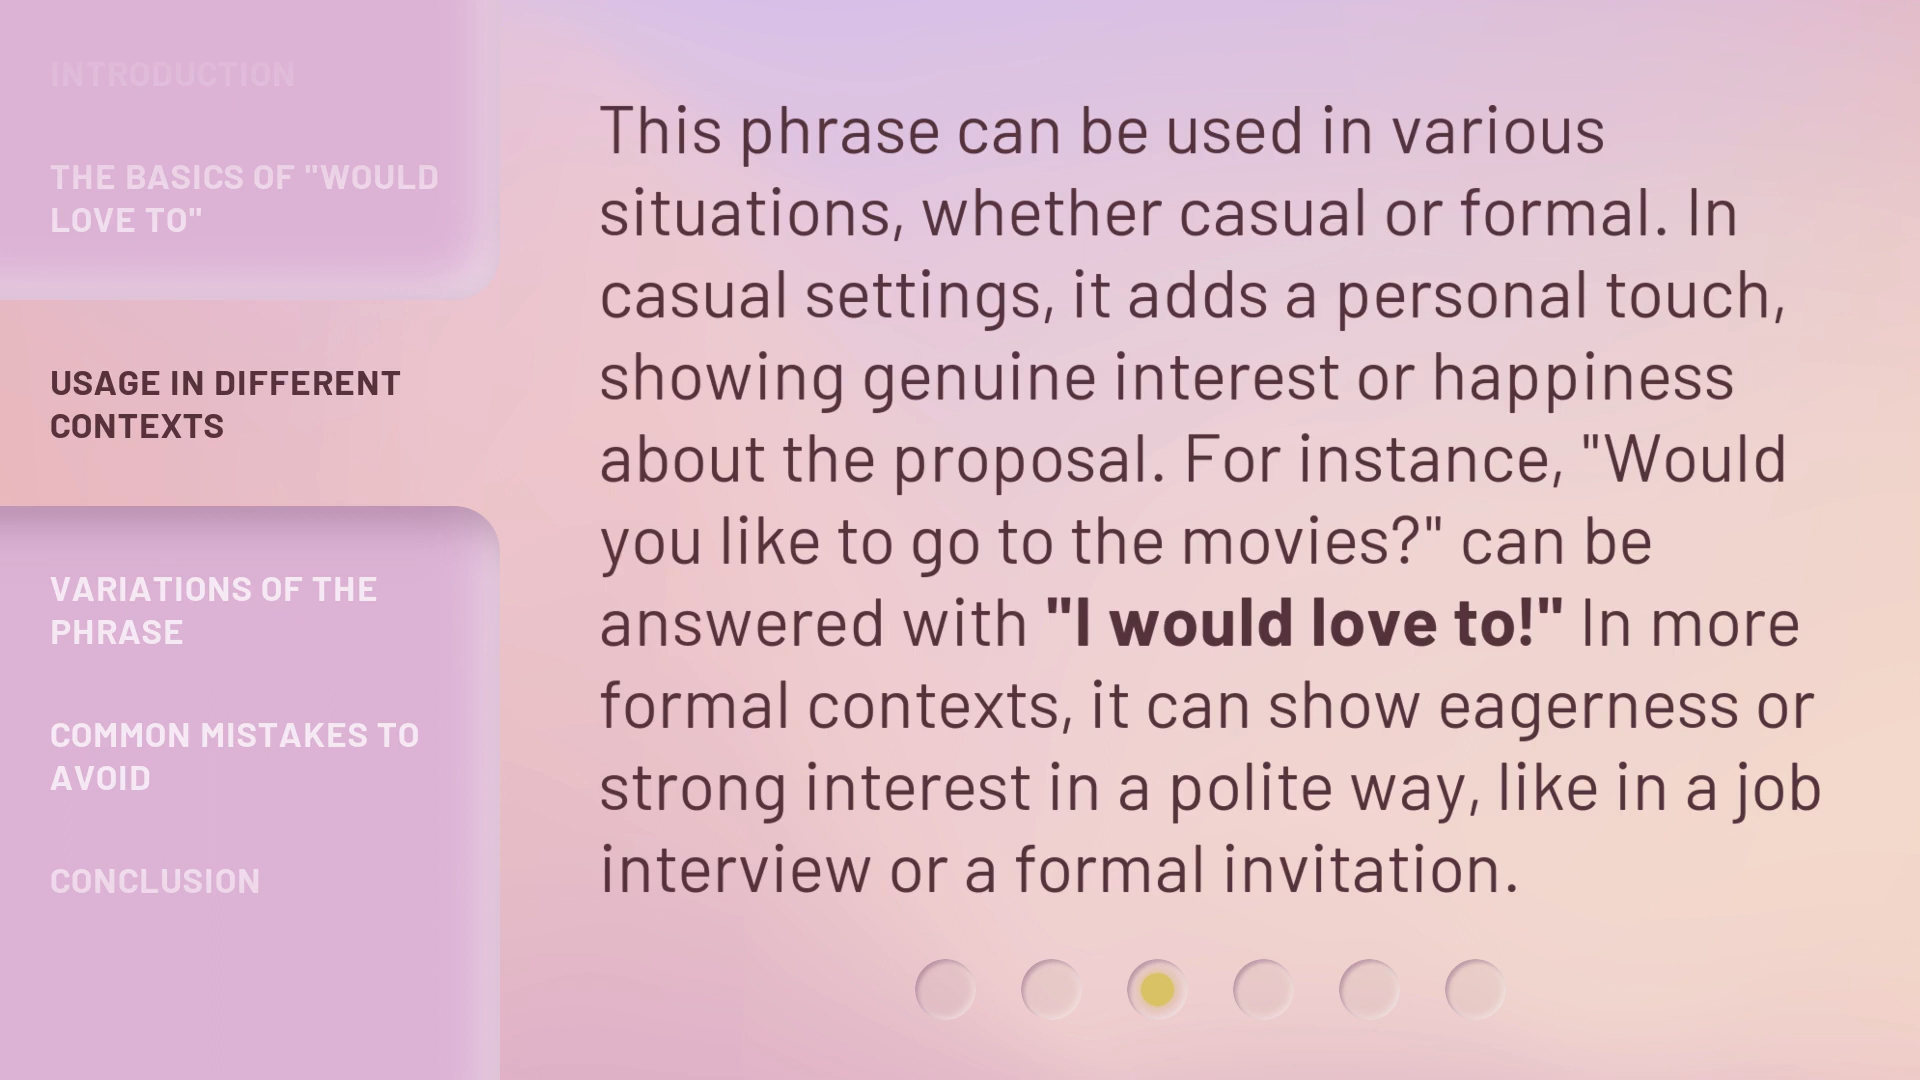 INTRODUCTION
THE BASICS OF "WOULD
LOVE TO"
USAGE IN DIFFERENT
CONTEXTS
VARIATIONS OF THE
PHRASE
COMMON MISTAKES TO
AVOID
CONCLUSION
This phrase can be used in various
situations, whether casual or formal. In
casual settings, it adds a personal touch,
showing genuine interest or happiness
about the proposal. For instance, "Would
you like to go to the movies?" can be
answered with "I would love to!" In more
formal contexts, it can show eagerness or
strong interest in a polite way, like in a job
interview or a formal invitation.